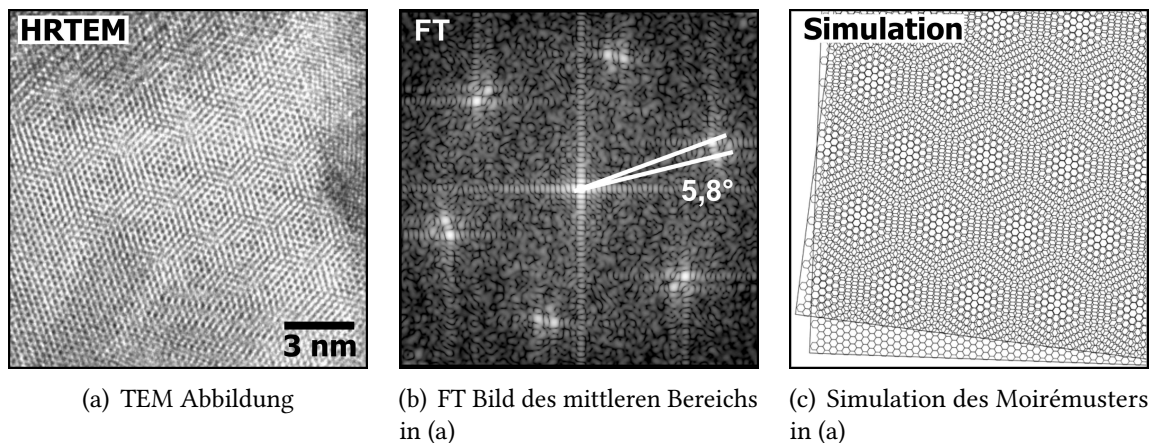 HRTEM
3 nm
FT
5,8°
Simulation
(a) TEM Abbildung
(b) FT Bild des mittleren Bereichs
in (a)
(c) Simulation des Moirémusters
in (a)